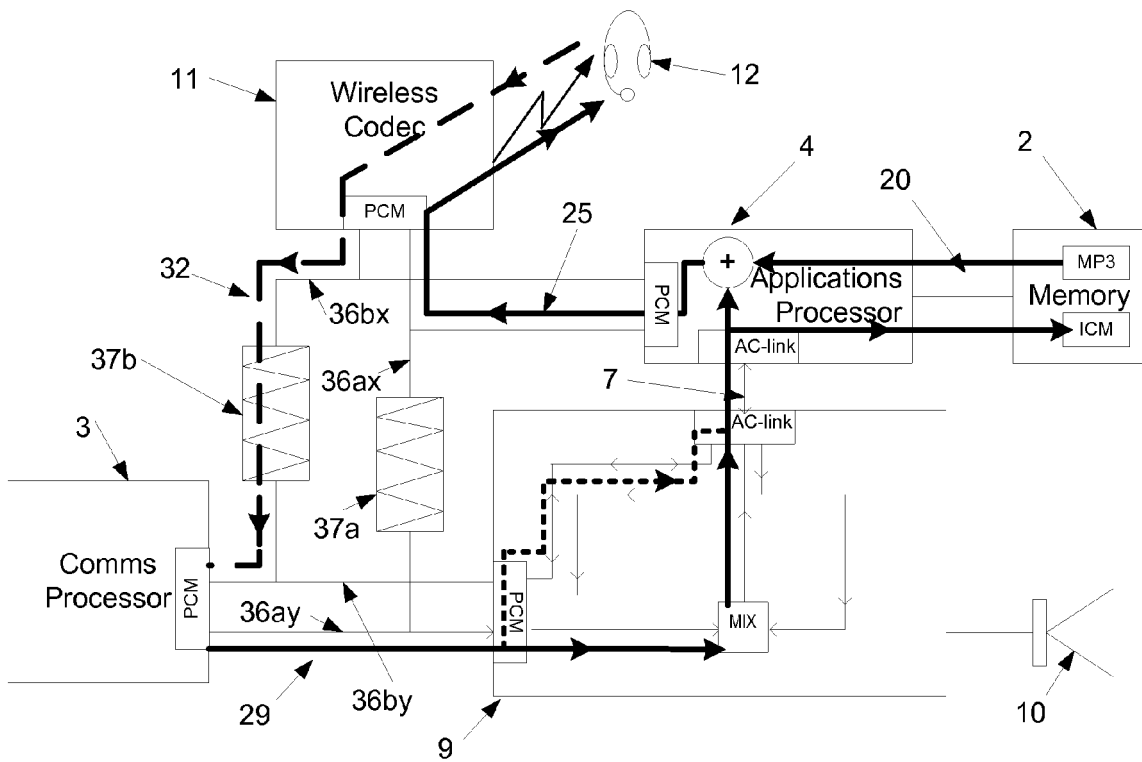 11
Wireless
Codec
PCM
12
4
2
20
25
32
36bx
37b
36ax
3
37a
+
Applications
Processor
PCM
MP3
Memory
ICM
AC-link
7
AC-link
Comms
Processor
PCM
36ay
PCM
MIX
29
36by
9
10